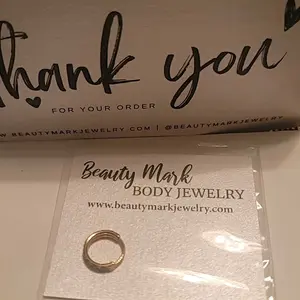 thank you
FOR YOUR ORDER
WWW.BEAUTYMARKJEWELRY.COM | @BEAUTYMARKJEWELRY
Beauty Mark
BODY JEWELRY
www.beautymarkjewelry.com